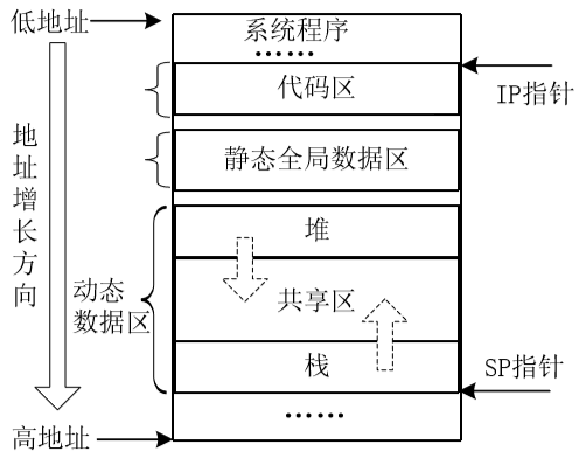 低地址
系统程序
……
代码区
IP指针
静态全局数据区
地址增长方向
堆
动态
数据区
共享区
栈
SP指针
……
高地址